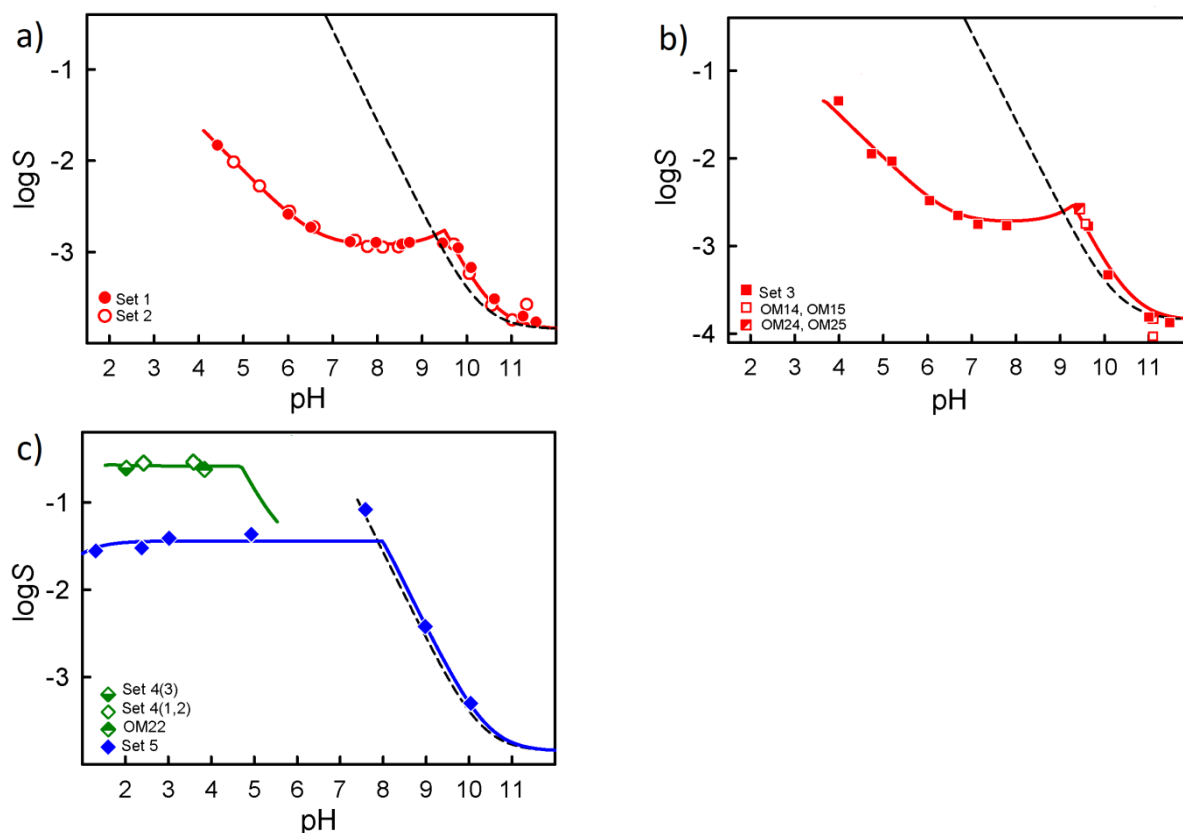 a)
logS
-1
-2
-3
Set 1
Set 2
2 3 4 5 6 7 8 9 10 11
pH
b)
logS
-1
-2
-3
-4
Set 3
OM14, OM15
OM24, OM25
2 3 4 5 6 7 8 9 10 11
pH
c)
logS
-1
-2
-3
Set 4(3)
Set 4(1,2)
OM22
Set 5
2 3 4 5 6 7 8 9 10 11
pH